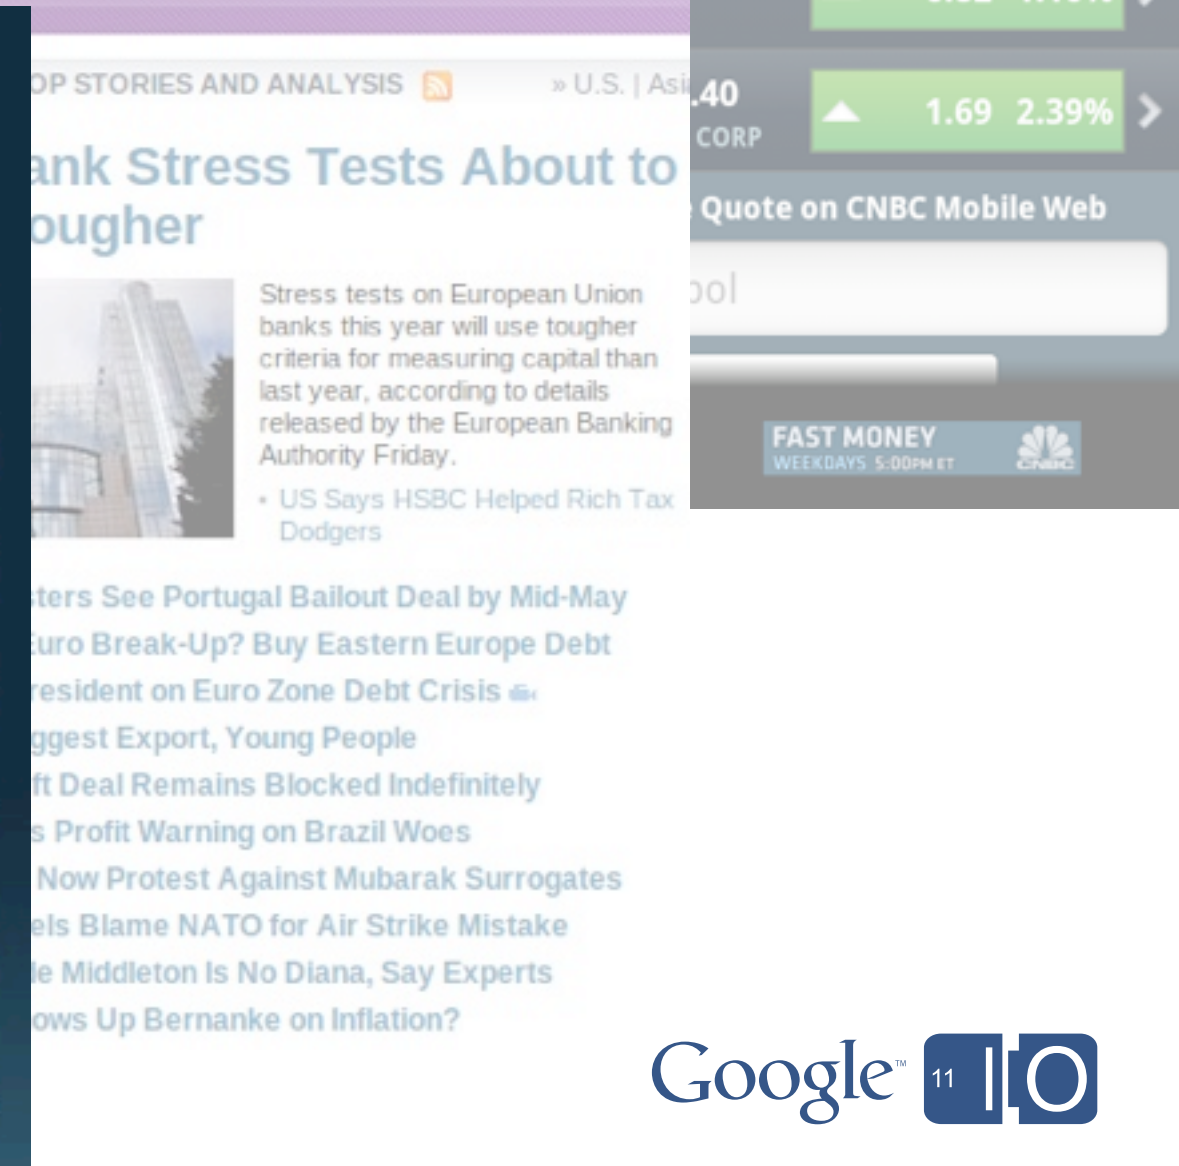 OP STORIES AND ANALYSIS
» U.S. | Asia
ank Stress Tests About to
ougher
Stress tests on European Union
banks this year will use tougher
criteria for measuring capital than
last year, according to details
released by the European Banking
Authority Friday.
• US Says HSBC Helped Rich Tax
Dodgers
sters See Portugal Bailout Deal by Mid-May
Euro Break-Up? Buy Eastern Europe Debt
resident on Euro Zone Debt Crisis
ggest Export, Young People
ft Deal Remains Blocked Indefinitely
s Profit Warning on Brazil Woes
Now Protest Against Mubarak Surrogates
els Blame NATO for Air Strike Mistake
le Middleton Is No Diana, Say Experts
ows Up Bernanke on Inflation?
.40 1.69 2.39%
CORP
Quote on CNBC Mobile Web
ool
FAST MONEY
WEEKDAYS 5:00PM ET
CNBC
Google™ 11 IO